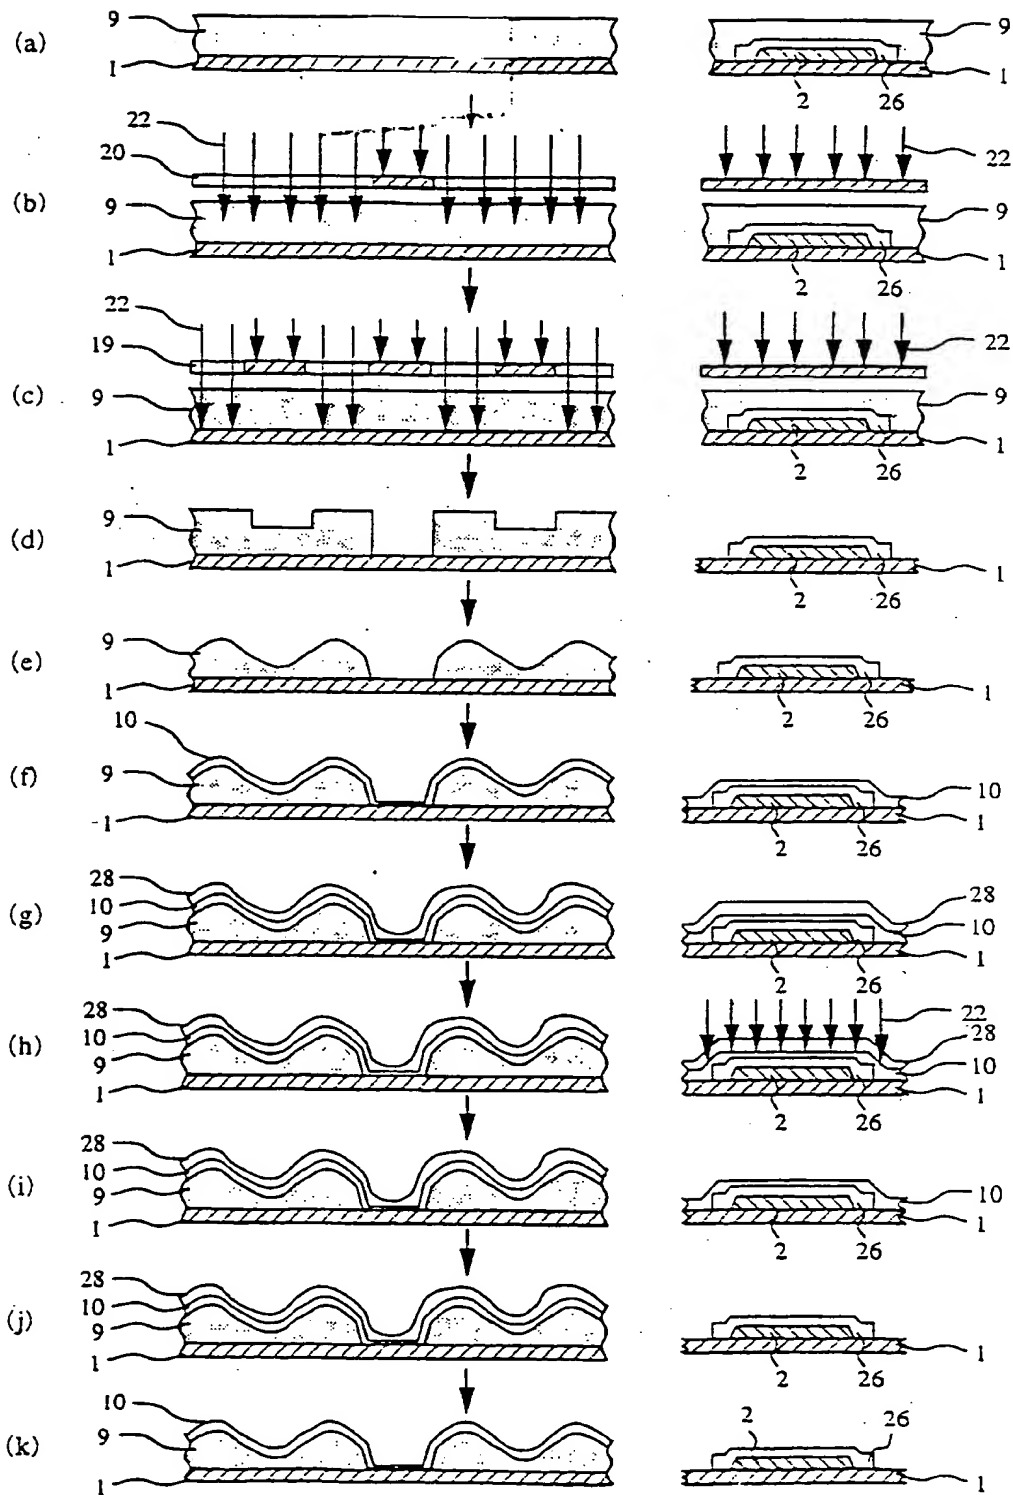 (a) 9 1 2 26 9 1
(b) 22 20 9 1 2 26 22 9 1
(c) 22 19 9 1 2 26 22 9 1
(d) 9 1 2 26 1
(e) 9 1 2 26 1
(f) 10 9 1 2 26 10 1
(g) 28 10 9 1 2 26 28 10 1
(h) 28 10 9 1 2 26 22 28 10 1
(i) 28 10 9 1 2 26 10 1
(j) 28 10 9 1 2 26 1
(k) 10 9 1 2 26 1